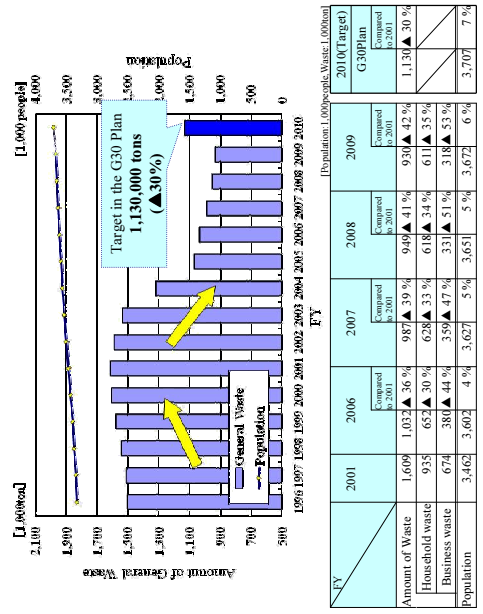 [1,000ton]
[1,000 people]
2,100
1,900
1,700
1,500
1,300
1,100
900
700
500
Amount of General Waste
4,000
3,500
3,000
1,500
1,000
500
0
Population
Target in the G30 Plan
1,130,000 tons
(▲30%)
General Waste
Population
1996 1997 1998 1999 2000 2001 2002 2003 2004 2005 2006 2007 2008 2009 2010
FY
[Population:1,000people,Waste:1,000ton]
FY 2001 2006 2007 2008 2009 2010(Target)
G30Plan
Compared to 2001 Compared to 2001 Compared to 2001 Compared to 2001 Compared to 2001
Amount of Waste 1,609 1,032 ▲ 36 % 987 ▲ 39 % 949 ▲ 41 % 930 ▲ 42 % 1,130 ▲ 30 %
Household waste 935 652 ▲ 30 % 628 ▲ 33 % 618 ▲ 34 % 611 ▲ 35 %
Business waste 674 380 ▲ 44 % 359 ▲ 47 % 331 ▲ 51 % 318 ▲ 53 %
Population 3,462 3,602 4 % 3,627 5 % 3,651 5 % 3,672 6 % 3,707 7 %